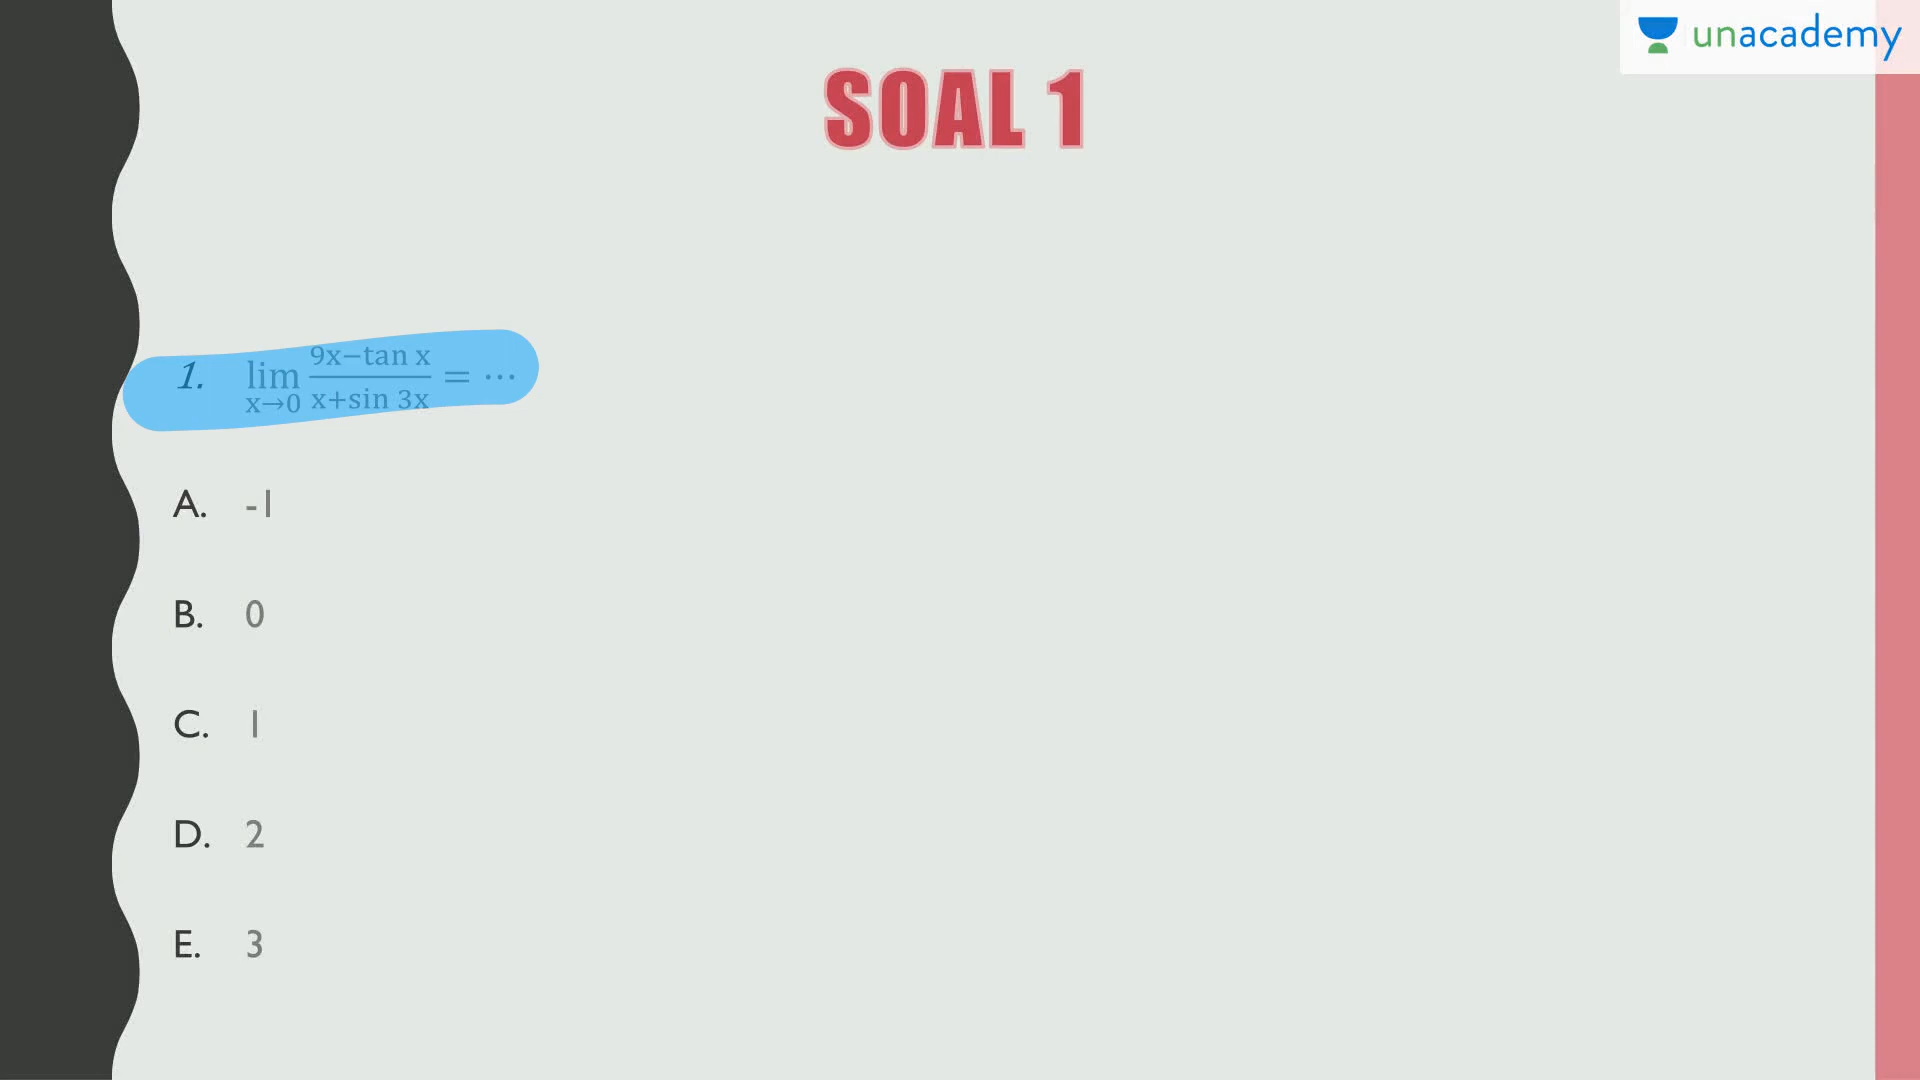 unacademy
SOAL 1
1. lim x→0 9x−tan x / x+sin 3x = ⋯
A. -1
B. 0
C. 1
D. 2
E. 3